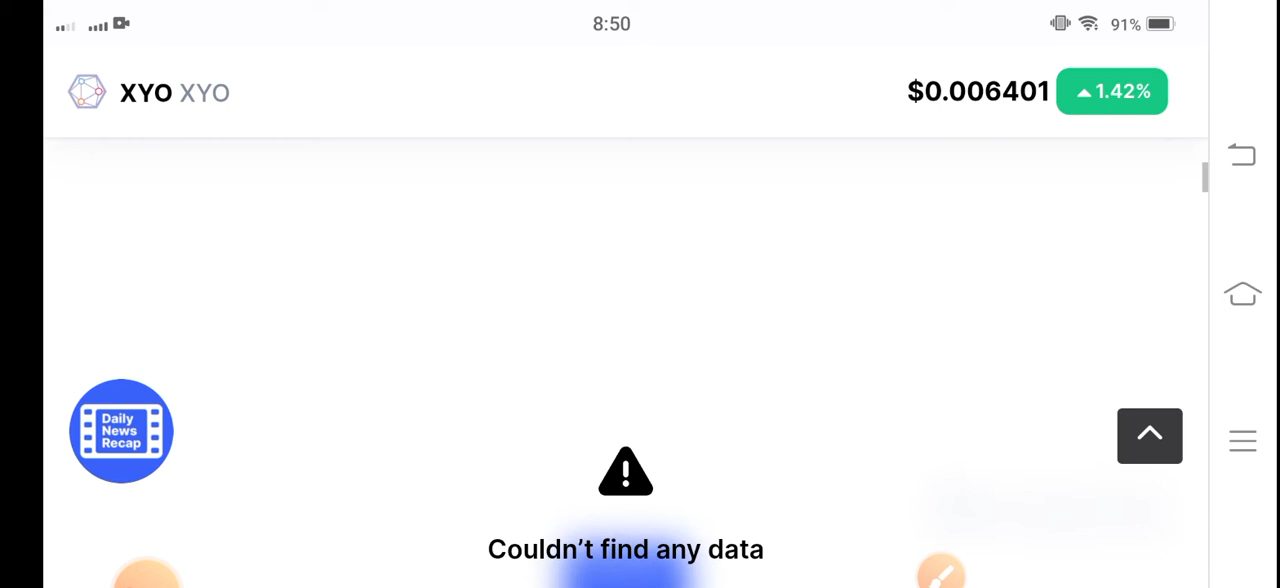 8:50
91%
XYO XYO
$0.006401
1.42%
Daily
News
Recap
Couldn’t find any data